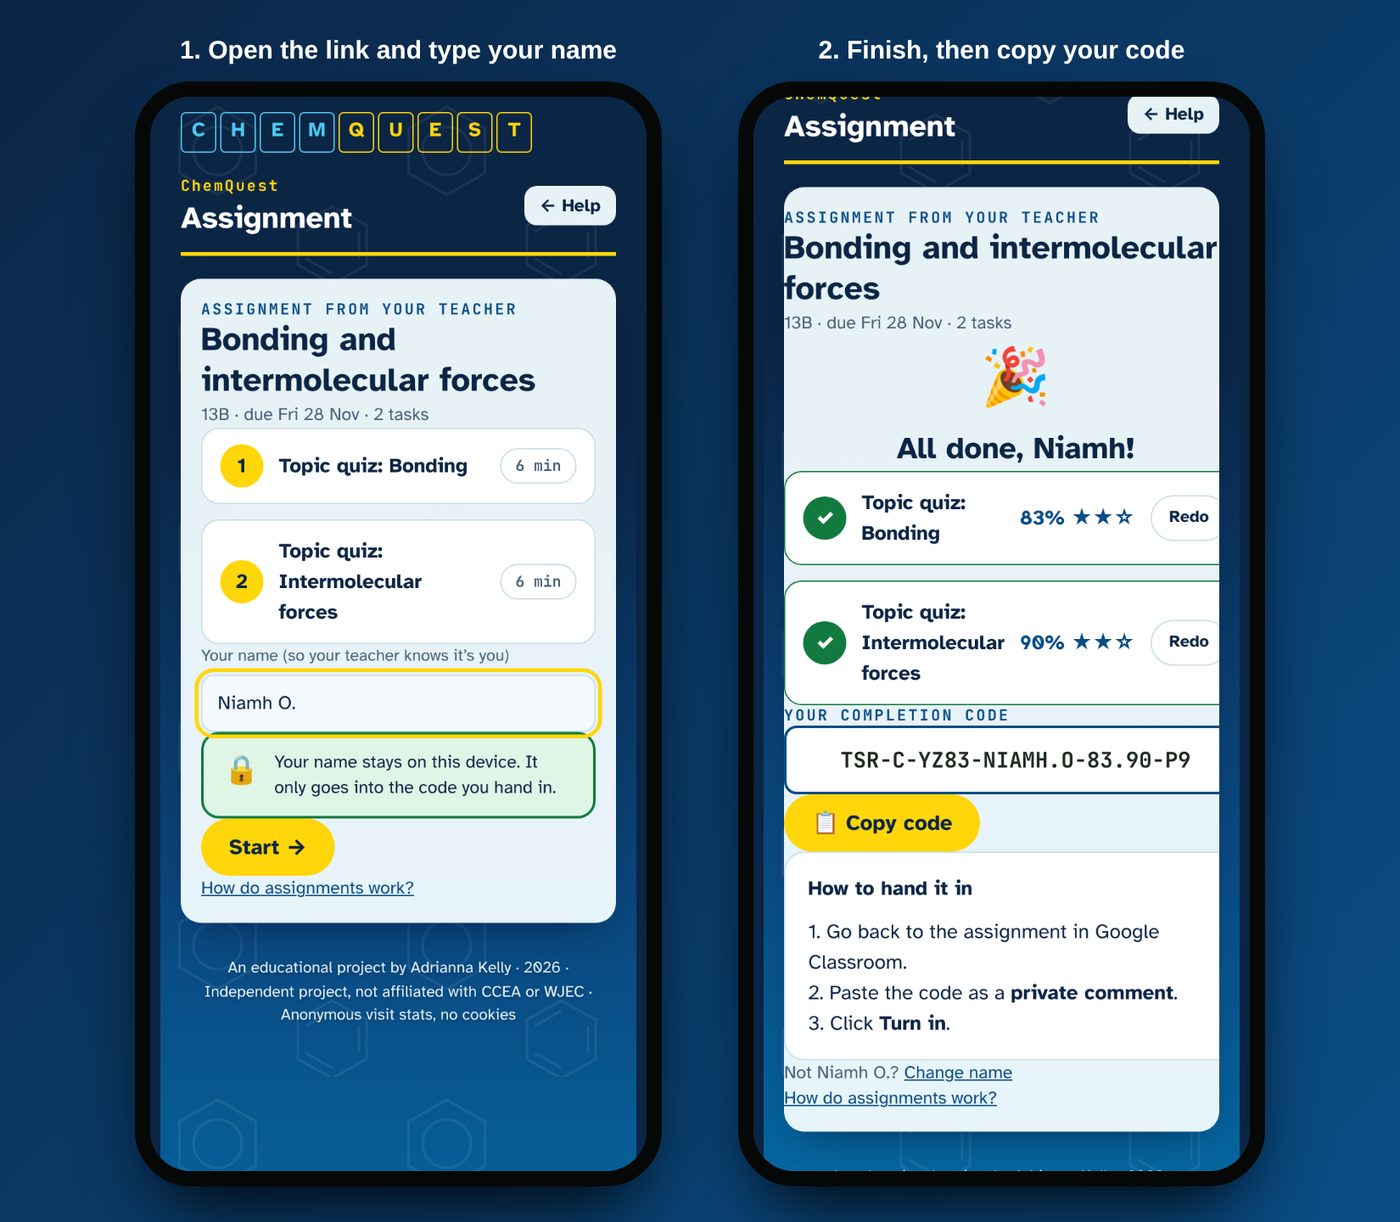 1. Open the link and type your name
CHEMQUEST
ChemQuest
Assignment
← Help
ASSIGNMENT FROM YOUR TEACHER
Bonding and
intermolecular forces
13B · due Fri 28 Nov · 2 tasks
1 Topic quiz: Bonding 6 min
Topic quiz:
2 Intermolecular 6 min
forces
Your name (so your teacher knows it’s you)
Niamh O.
Your name stays on this device. It
only goes into the code you hand in.
Start →
How do assignments work?
An educational project by Adrianna Kelly · 2026 ·
Independent project, not affiliated with CCEA or WJEC ·
Anonymous visit stats, no cookies
2. Finish, then copy your code
ChemQuest
Assignment
← Help
ASSIGNMENT FROM YOUR TEACHER
Bonding and intermolecular
forces
13B · due Fri 28 Nov · 2 tasks
All done, Niamh!
Topic quiz:
Bonding
83% ★★☆ Redo
Topic quiz:
Intermolecular
forces
90% ★★☆ Redo
YOUR COMPLETION CODE
TSR-C-YZ83-NIAMH.O-83.90-P9
Copy code
How to hand it in
1. Go back to the assignment in Google
Classroom.
2. Paste the code as a private comment.
3. Click Turn in.
Not Niamh O.? Change name
How do assignments work?